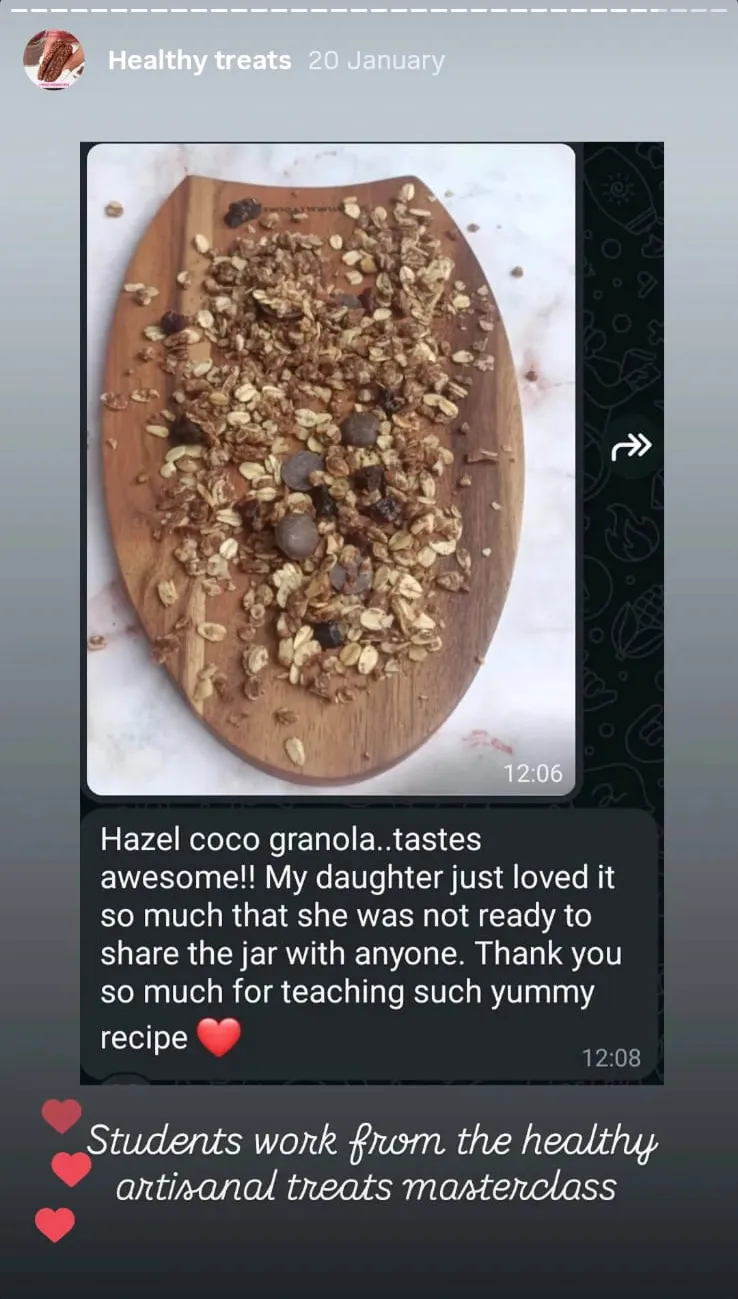 Healthy treats 20 January
12:06
Hazel coco granola..tastes
awesome!! My daughter just loved it
so much that she was not ready to
share the jar with anyone. Thank you
so much for teaching such yummy
recipe ❤️
12:08
Students work from the healthy
artisanal treats masterclass